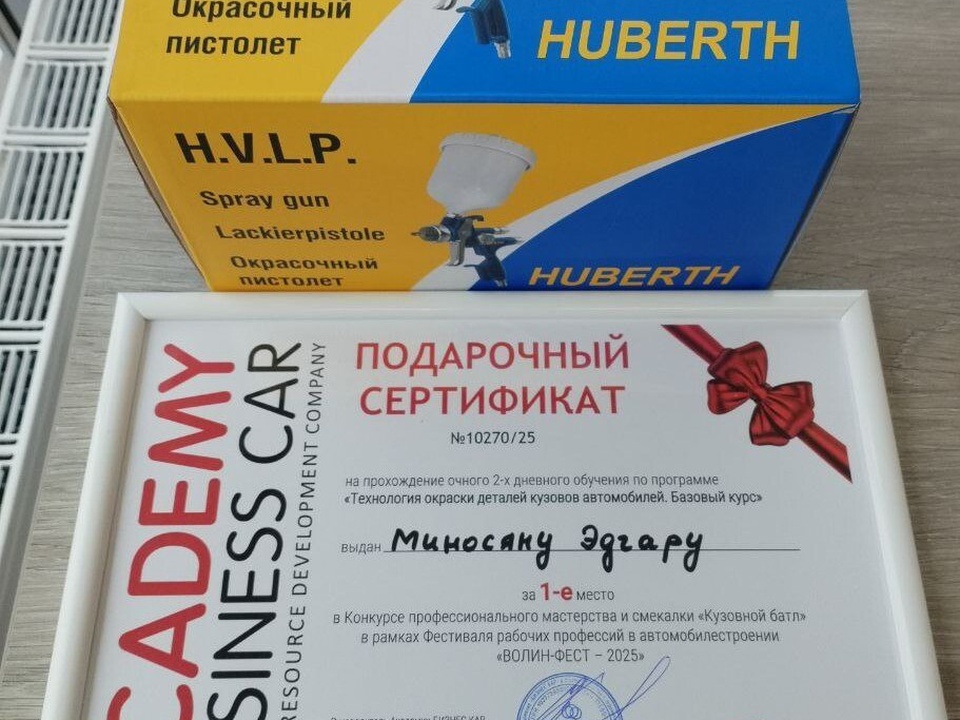 Окрасочный
пистолет
HUBERTH
H.V.L.P.
Spray gun
Lackierpistole
Окрасочный
пистолет
HUBERTH
CADEMY
SINESS CAR
RESOURCE DEVELOPMENT COMPANY
ПОДАРОЧНЫЙ
СЕРТИФИКАТ
№10270/25
на прохождение очного 2-х дневного обучения по программе
«Технология окраски деталей кузовов автомобилей. Базовый курс»
выдан Миносяну Эдгару
за 1-е место
в Конкурсе профессионального мастерства и смекалки «Кузовной батл»
в рамках Фестиваля рабочих профессий в автомобилестроении
«ВОЛИН-ФЕСТ – 2025»